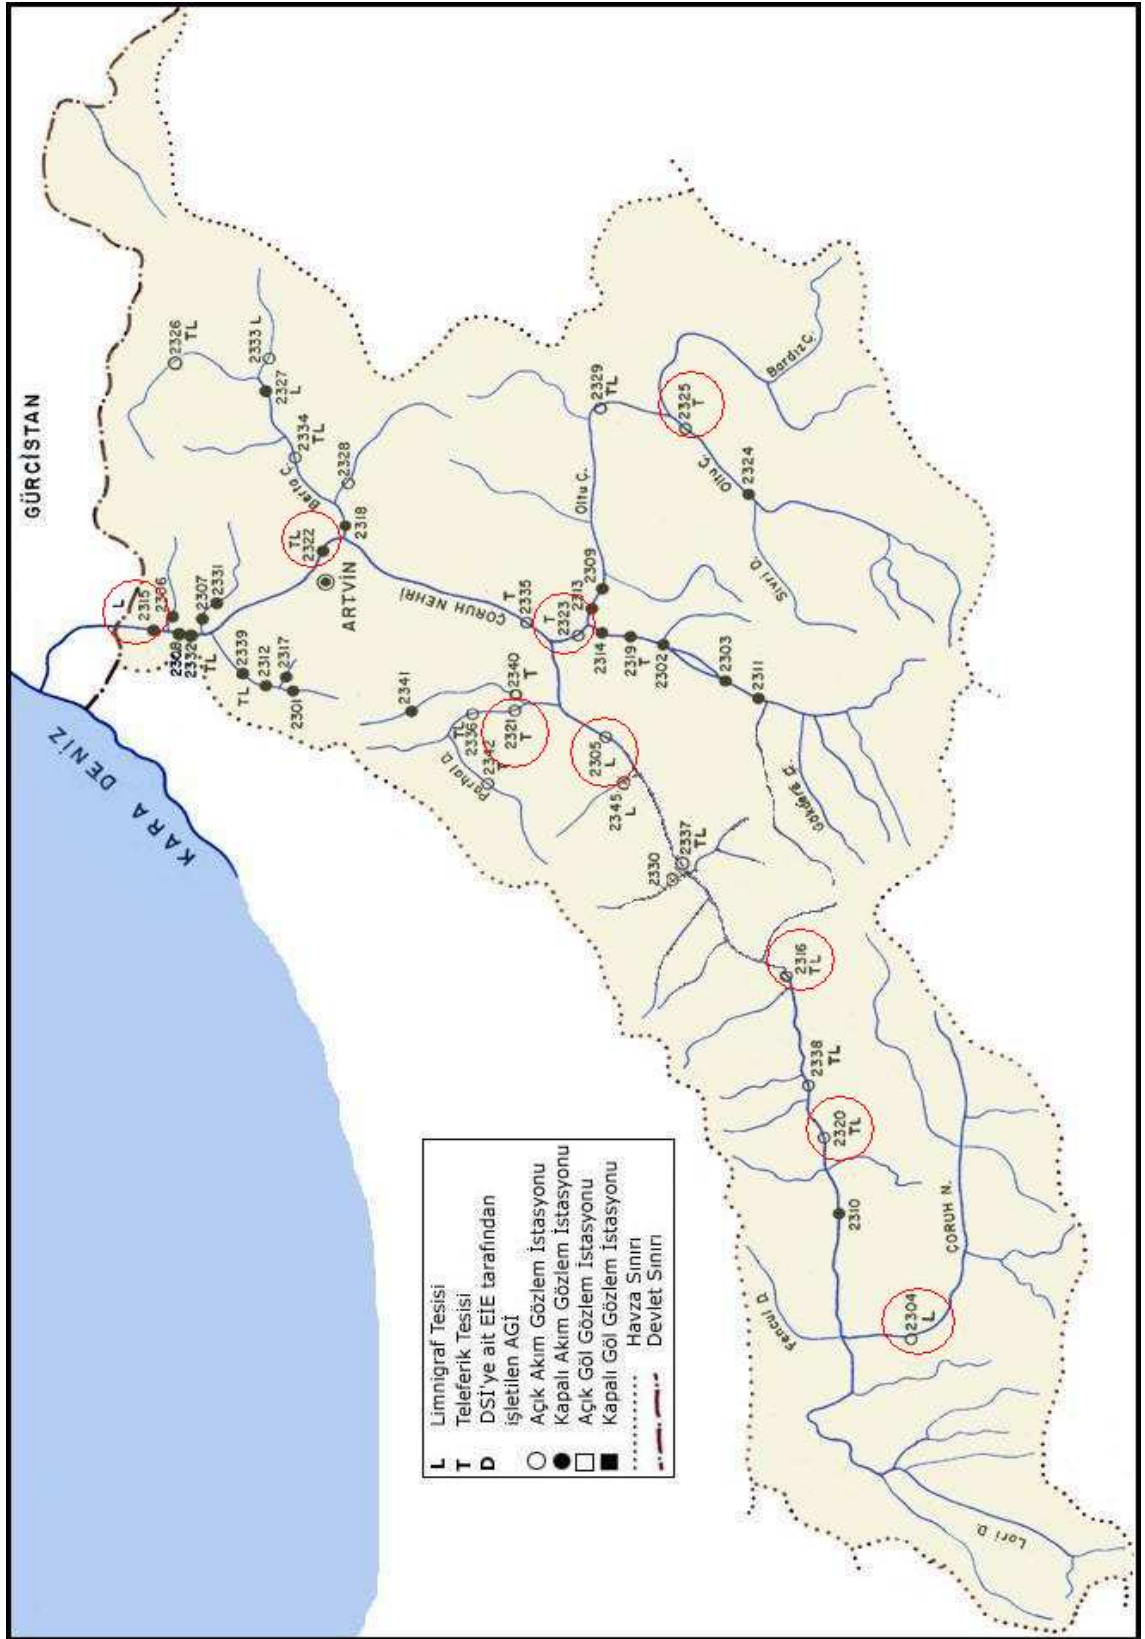 GÜRCİSTAN
KARA DENİZ
2326
TL
2333 L
2327
L
2334
TL
Berta Ç.
2328
2318
TL
2322
ARTVİN
L
2315
2306
2308
2332
TL
2307
2331
2339
TL
2312
2317
2301
ÇORUH NEHRİ
T
2335
T
2323
2313
2309
2314
2319
T
2302
2303
2311
Oltu Ç.
2329
TL
2325
T
Bardız Ç.
Oltu Ç.
2324
Sivri D.
2341
2340
T
2321
T
TL
2336
2342
T
Parhal D.
2305
L
2345
L
2330
2337
TL
Gökdere Ç.
2316
TL
2338
TL
2320
TL
2310
ÇORUH N.
2304
L
Fencul D.
Lori D.
L Limnigraf Tesisi
T Teleferik Tesisi
D DSİ'ye ait EİE tarafından
işletilen AGİ
Açık Akım Gözlem İstasyonu
Kapalı Akım Gözlem İstasyonu
Açık Göl Gözlem İstasyonu
Kapalı Göl Gözlem İstasyonu
Havza Sınırı
Devlet Sınırı